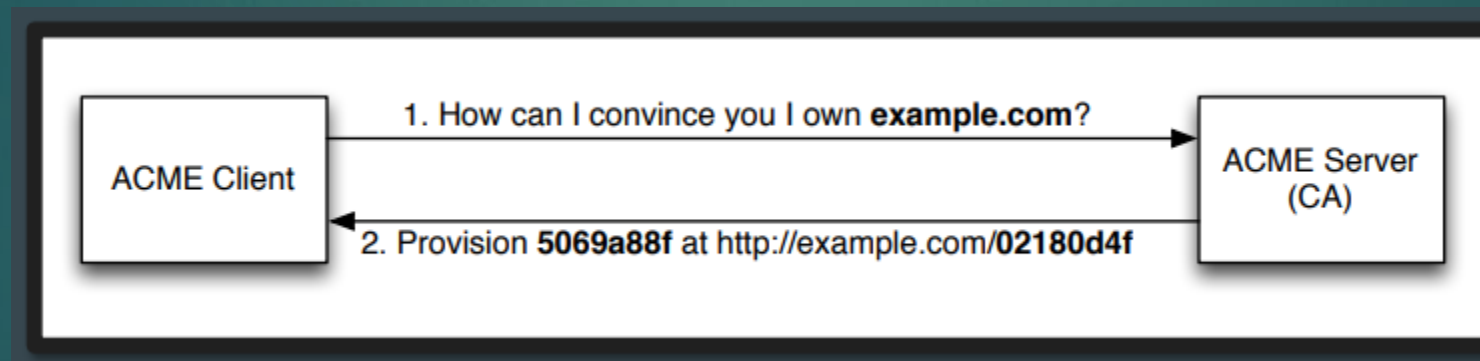 1. How can I convince you I own example.com?
ACME Client
ACME Server
(CA)
2. Provision 5069a88f at http://example.com/02180d4f